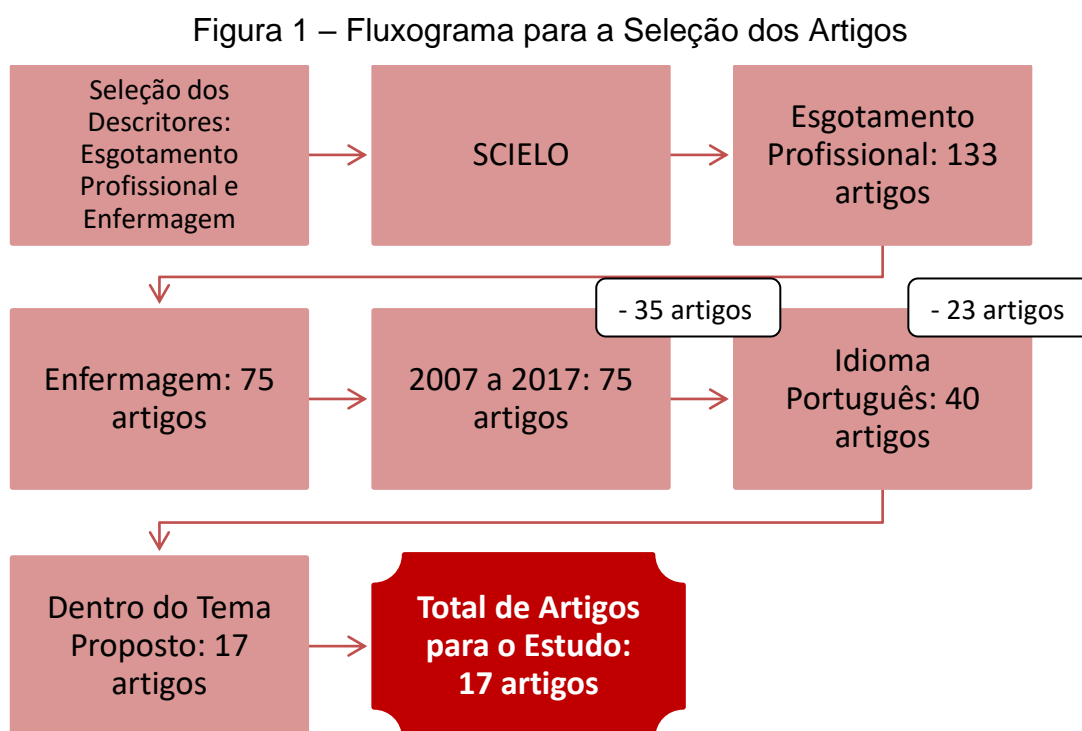 Figura 1 – Fluxograma para a Seleção dos Artigos
Seleção dos
Descritores:
Esgotamento
Profissional e
Enfermagem
SCIELO
Esgotamento
Profissional: 133
artigos
Enfermagem: 75
artigos
2007 a 2017: 75
artigos
- 35 artigos
Idioma
Português: 40
artigos
- 23 artigos
Dentro do Tema
Proposto: 17
artigos
Total de Artigos
para o Estudo:
17 artigos